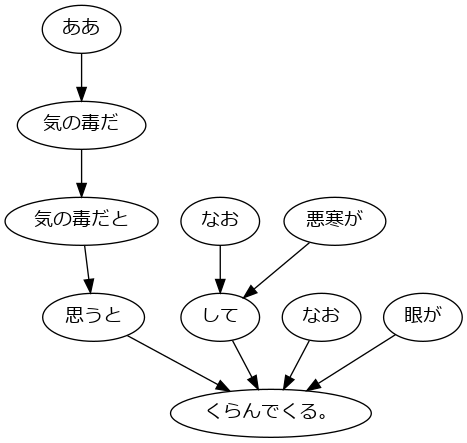 ああ
気の毒だ
気の毒だと
なお
悪寒が
思うと
して
なお
眼が
くらんでくる。